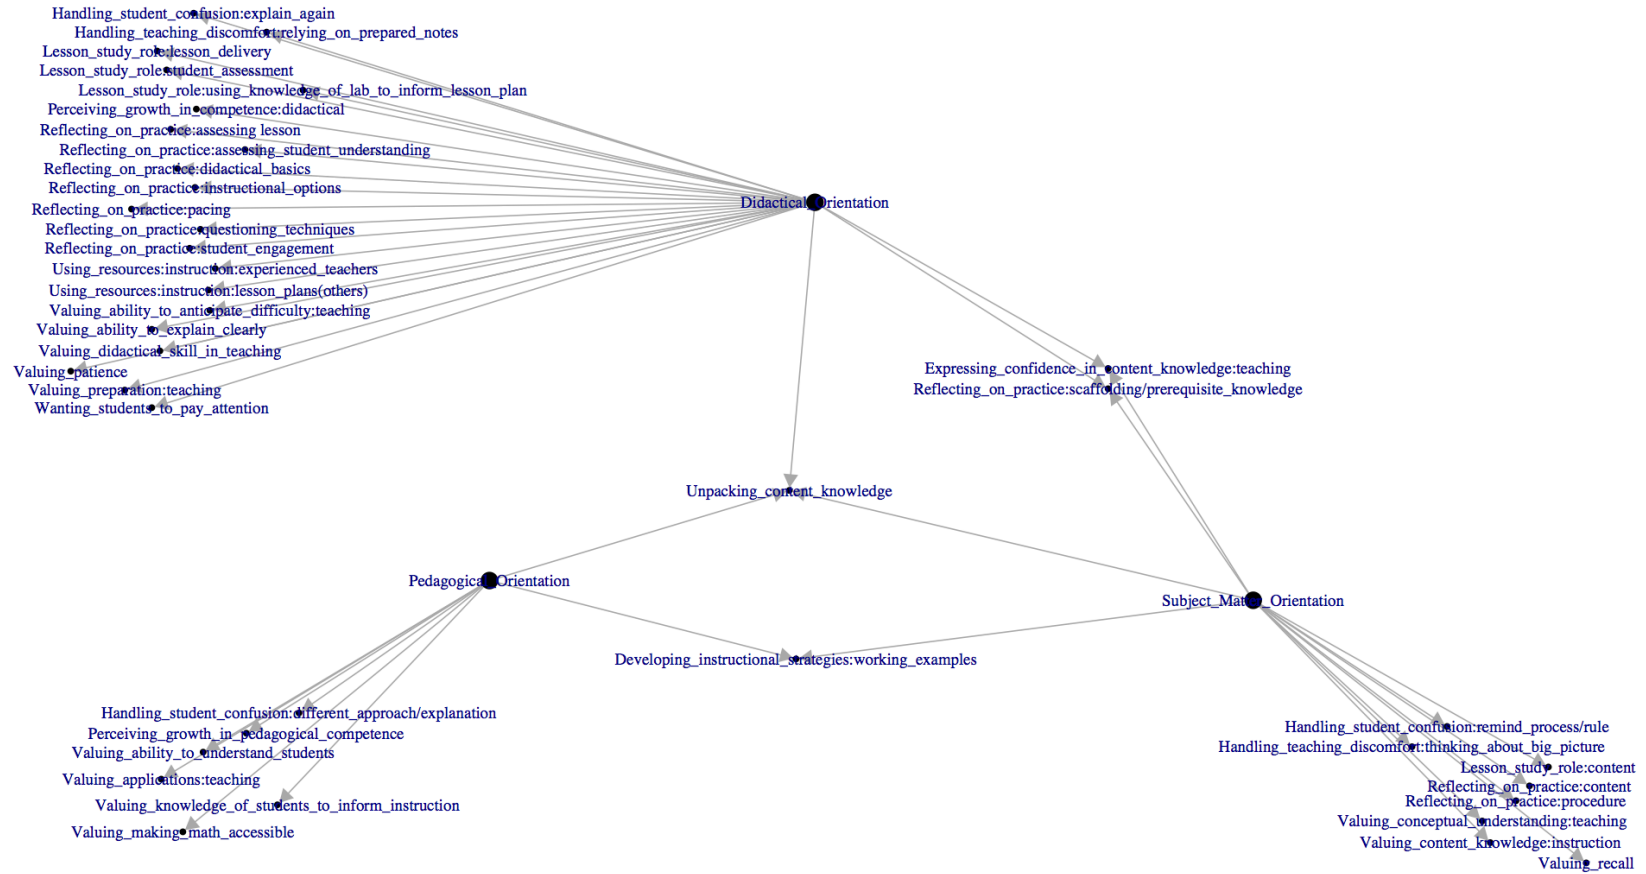 Handling_student_confusion:explain_again
Handling_teaching_discomfort:relying_on_prepared_notes
Lesson_study_role:lesson_delivery
Lesson_study_role:student_assessment
Lesson_study_role:using_knowledge_of_lab_to_inform_lesson_plan
Perceiving_growth_in_competence:didactical
Reflecting_on_practice:assessing lesson
Reflecting_on_practice:assessing_student_understanding
Reflecting_on_practice:didactical_basics
Reflecting_on_practice:instructional_options
Reflecting_on_practice:pacing
Reflecting_on_practice:questioning_techniques
Reflecting_on_practice:student_engagement
Using_resources:instruction:experienced_teachers
Using_resources:instruction:lesson_plans(others)
Valuing_ability_to_anticipate_difficulty:teaching
Valuing_ability_to_explain_clearly
Valuing_didactical_skill_in_teaching
Valuing_patience
Valuing_preparation:teaching
Wanting_students_to_pay_attention
Didactical_Orientation
Expressing_confidence_in_content_knowledge:teaching
Reflecting_on_practice:scaffolding/prerequisite_knowledge
Unpacking_content_knowledge
Pedagogical_Orientation
Subject_Matter_Orientation
Developing_instructional_strategies:working_examples
Handling_student_confusion:different_approach/explanation
Perceiving_growth_in_pedagogical_competence
Valuing_ability_to_understand_students
Valuing_applications:teaching
Valuing_knowledge_of_students_to_inform_instruction
Valuing_making_math_accessible
Handling_student_confusion:remind_process/rule
Handling_teaching_discomfort:thinking_about_big_picture
Lesson_study_role:content
Reflecting_on_practice:content
Reflecting_on_practice:procedure
Valuing_conceptual_understanding:teaching
Valuing_content_knowledge:instruction
Valuing_recall